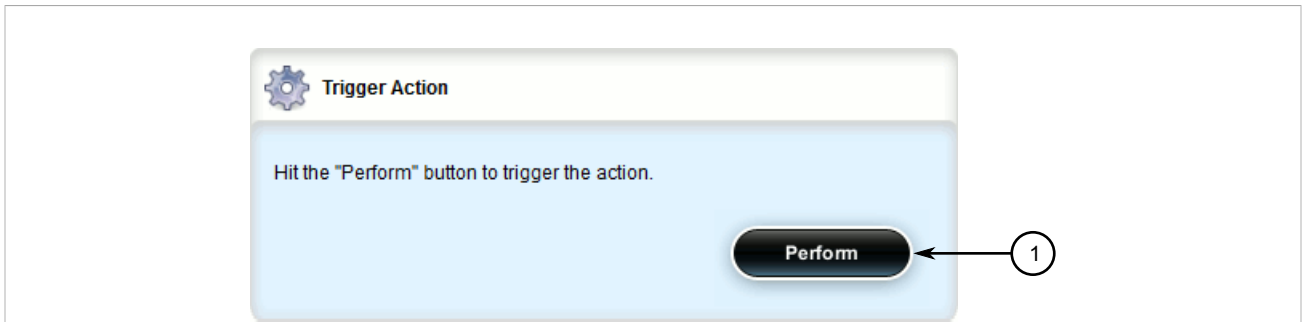 Trigger Action
Hit the "Perform" button to trigger the action.
Perform
1